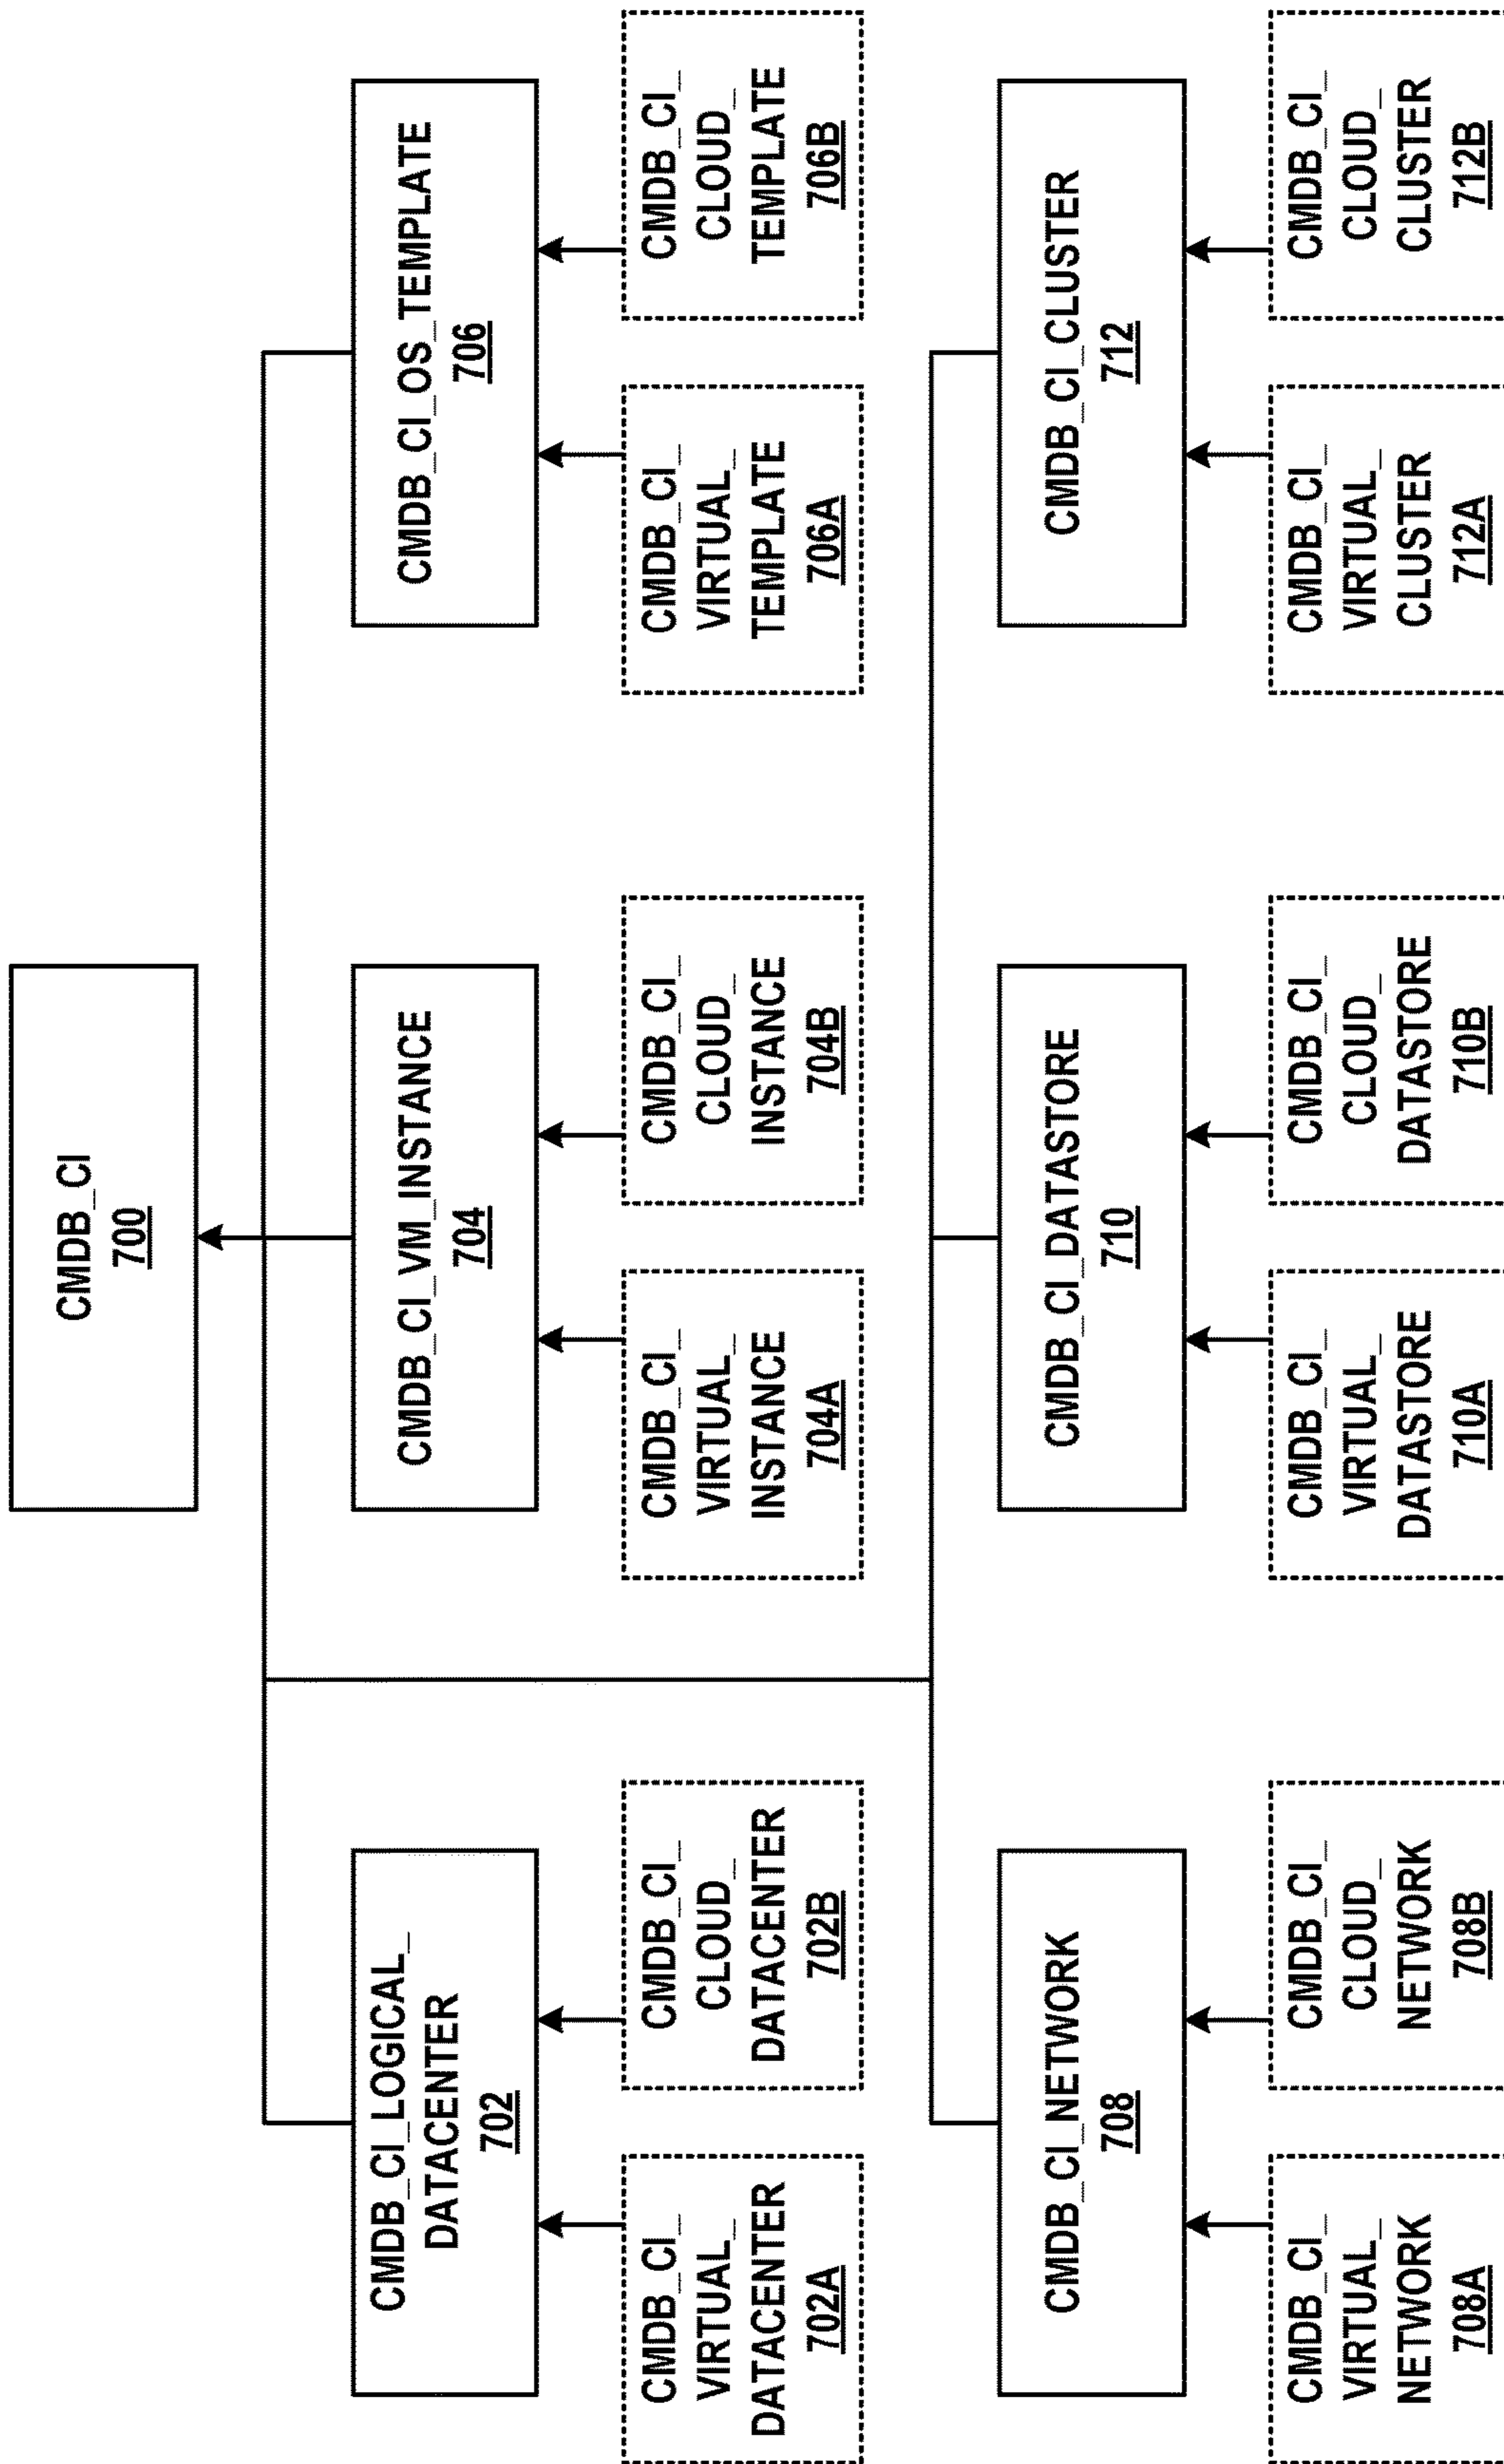 CMDB_CI
700
CMDB_CI_LOGICAL_
DATACENTER
702
CMDB_CI_VM_INSTANCE
704
CMDB_CI_OS_TEMPLATE
706
CMDB_CI_
VIRTUAL_
DATACENTER
702A
CMDB_CI_
CLOUD_
DATACENTER
702B
CMDB_CI_
VIRTUAL_
INSTANCE
704A
CMDB_CI_
CLOUD_
INSTANCE
704B
CMDB_CI_
VIRTUAL_
TEMPLATE
706A
CMDB_CI_
CLOUD_
TEMPLATE
706B
CMDB_CI_NETWORK
708
CMDB_CI_DATASTORE
710
CMDB_CI_CLUSTER
712
CMDB_CI_
VIRTUAL_
NETWORK
708A
CMDB_CI_
CLOUD_
NETWORK
708B
CMDB_CI_
VIRTUAL_
DATASTORE
710A
CMDB_CI_
CLOUD_
DATASTORE
710B
CMDB_CI_
VIRTUAL_
CLUSTER
712A
CMDB_CI_
CLOUD_
CLUSTER
712B